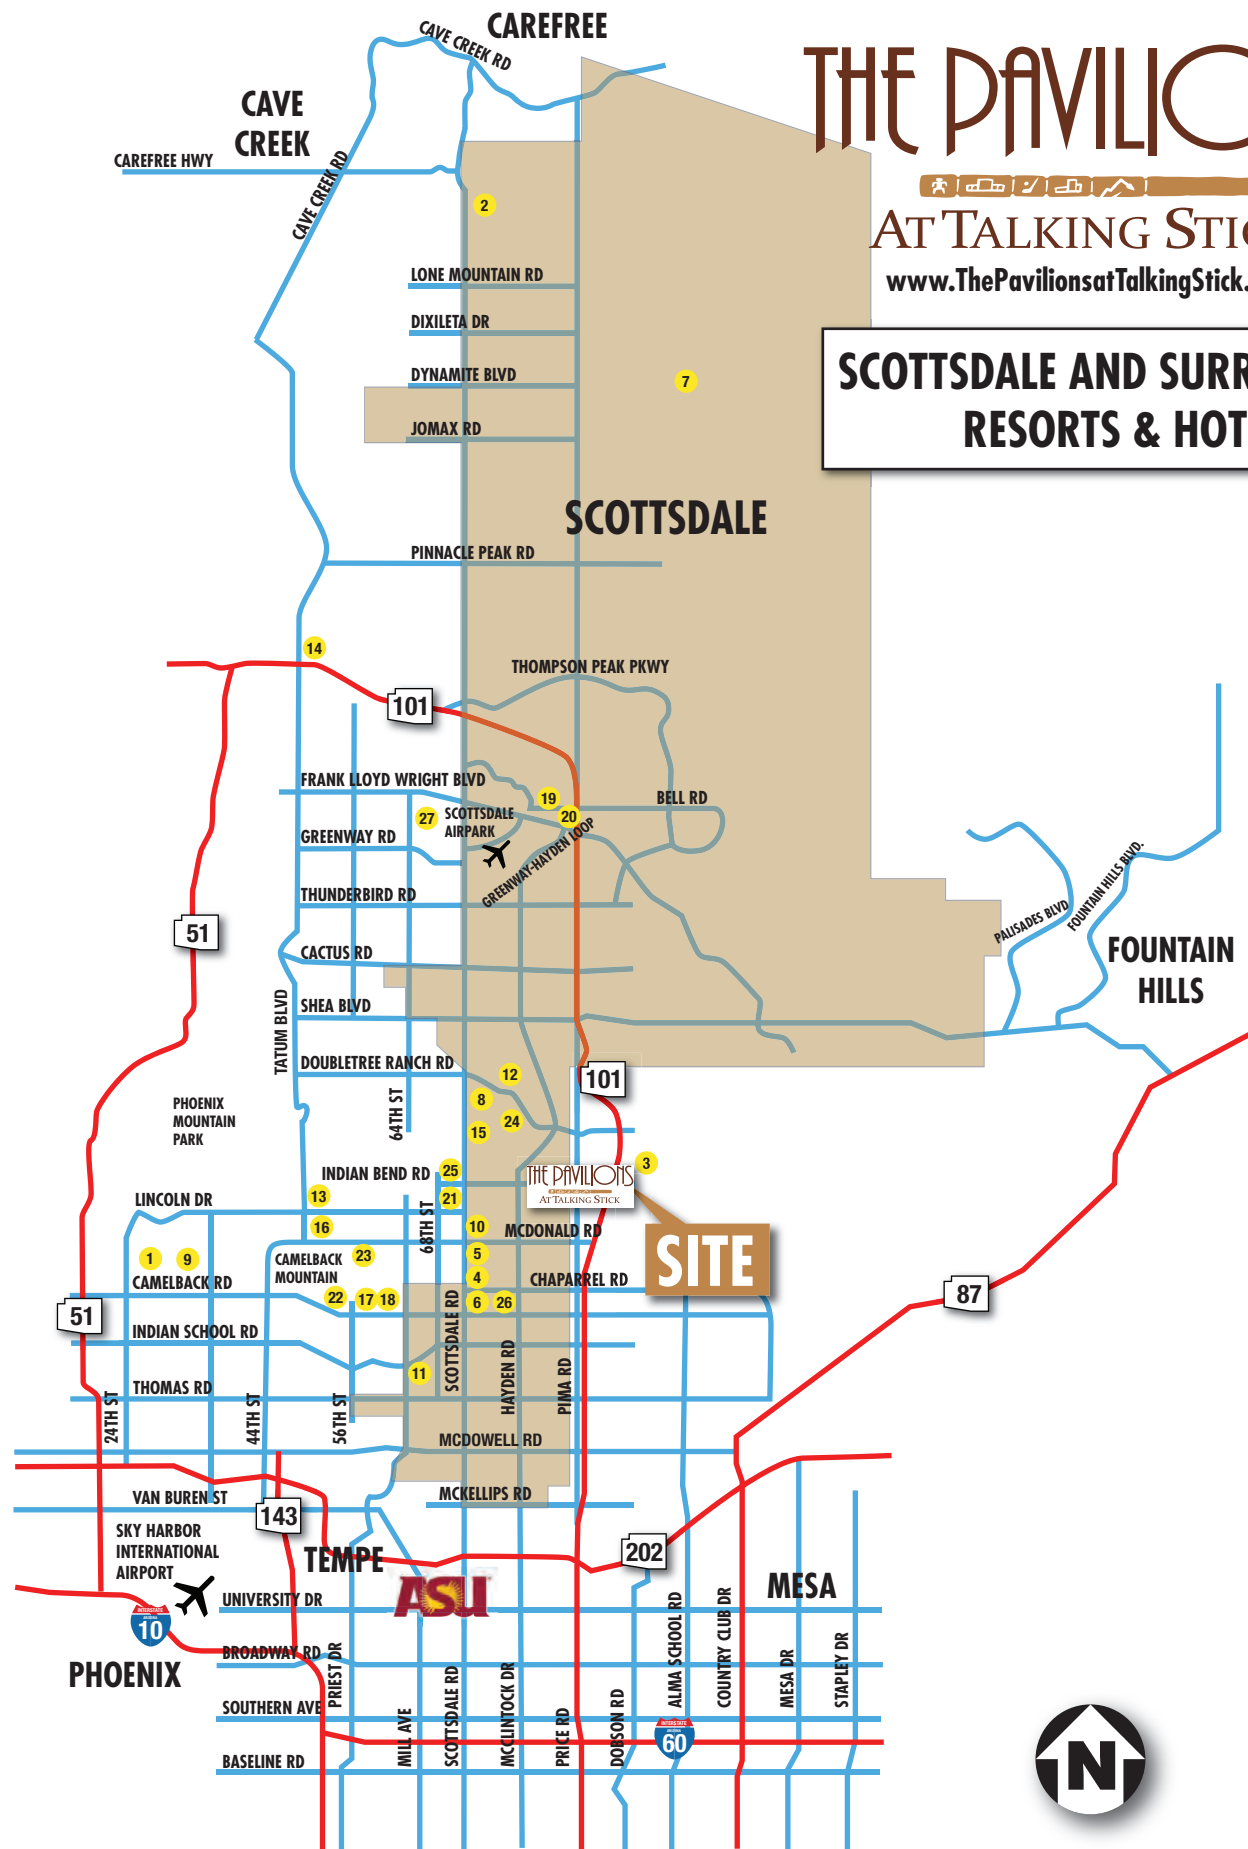 CAREFREE
CAVE CREEK RD
THE PAVILIO
CAVE
CREEK
CAREFREE HWY
CAVE CREEK RD
2
AT TALKING STI
www.ThePavilionsatTalkingStick.
LONE MOUNTAIN RD
DIXILETA DR
SCOTTSDALE AND SURR
RESORTS & HOT
DYNAMITE BLVD
7
JOMAX RD
SCOTTSDALE
PINNACLE PEAK RD
14
THOMPSON PEAK PKWY
101
FRANK LLOYD WRIGHT BLVD
19
BELL RD
27
SCOTTSDALE
AIRPARK
20
GREENWAY RD
GREENWAY-HAYDEN LOOP
THUNDERBIRD RD
51
PALISADES BLVD
FOUNTAIN HILLS BLVD.
CACTUS RD
FOUNTAIN
HILLS
SHEA BLVD
TATUM BLVD
DOUBLETREE RANCH RD
12
101
64TH ST
8
PHOENIX
MOUNTAIN
PARK
24
15
INDIAN BEND RD
25
THE PAVILIONS
AT TALKING STICK
3
LINCOLN DR
13
21
68TH ST
16
10
MCDONALD RD
SITE
1
9
CAMELBACK
MOUNTAIN
23
5
CAMELBACK RD
4
CHAPARREL RD
87
22
17
18
6
26
51
INDIAN SCHOOL RD
SCOTTSDALE RD
HAYDEN RD
PIMA RD
11
THOMAS RD
24TH ST
44TH ST
56TH ST
MCDOWELL RD
VAN BUREN ST
MCKELLIPS RD
143
SKY HARBOR
INTERNATIONAL
AIRPORT
TEMPE
202
ASU
MESA
UNIVERSITY DR
INTERSTATE
10
BROADWAY RD
PHOENIX
PRIEST DR
SOUTHERN AVE
MILL AVE
SCOTTSDALE RD
MCCLINTOCK DR
PRICE RD
DOBSON RD
ALMA SCHOOL RD
COUNTRY CLUB DR
MESA DR
STAPLEY DR
INTERSTATE
60
BASELINE RD
N